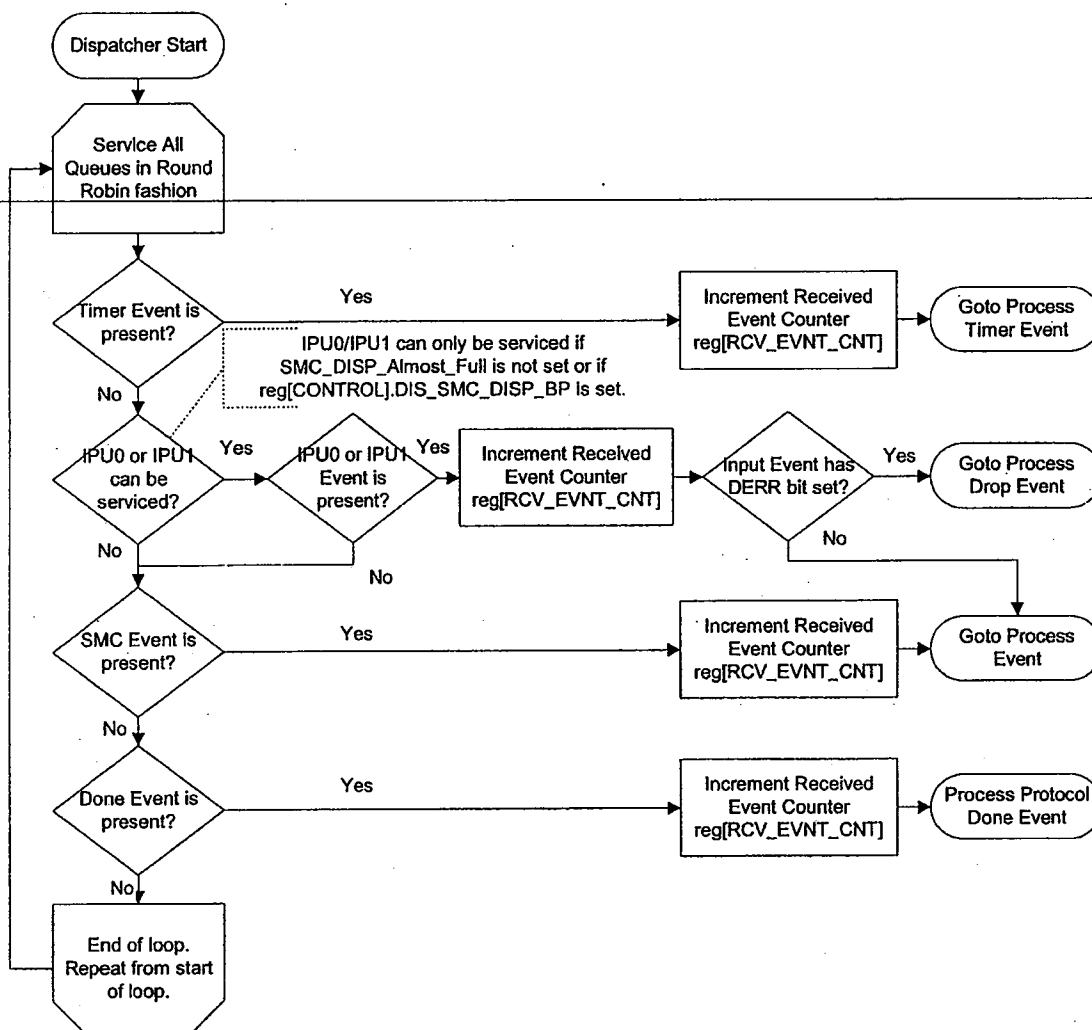 Dispatcher Start
Service All
Queues in Round
Robin fashion
Timer Event is
present?
Yes
Increment Received
Event Counter
reg[RCV_EVNT_CNT]
Goto Process
Timer Event
IPU0/IPU1 can only be serviced if
SMC_DISP_Almost_Full is not set or if
reg[CONTROL].DIS_SMC_DISP_BP is set.
No
IPU0 or IPU1
can be
serviced?
Yes
IPU0 or IPU1
Event is
present?
Yes
Increment Received
Event Counter
reg[RCV_EVNT_CNT]
Input Event has
DERR bit set?
Yes
Goto Process
Drop Event
No
No
No
SMC Event is
present?
Yes
Increment Received
Event Counter
reg[RCV_EVNT_CNT]
Goto Process
Event
No
Done Event is
present?
Yes
Increment Received
Event Counter
reg[RCV_EVNT_CNT]
Process Protocol
Done Event
No
End of loop.
Repeat from start
of loop.